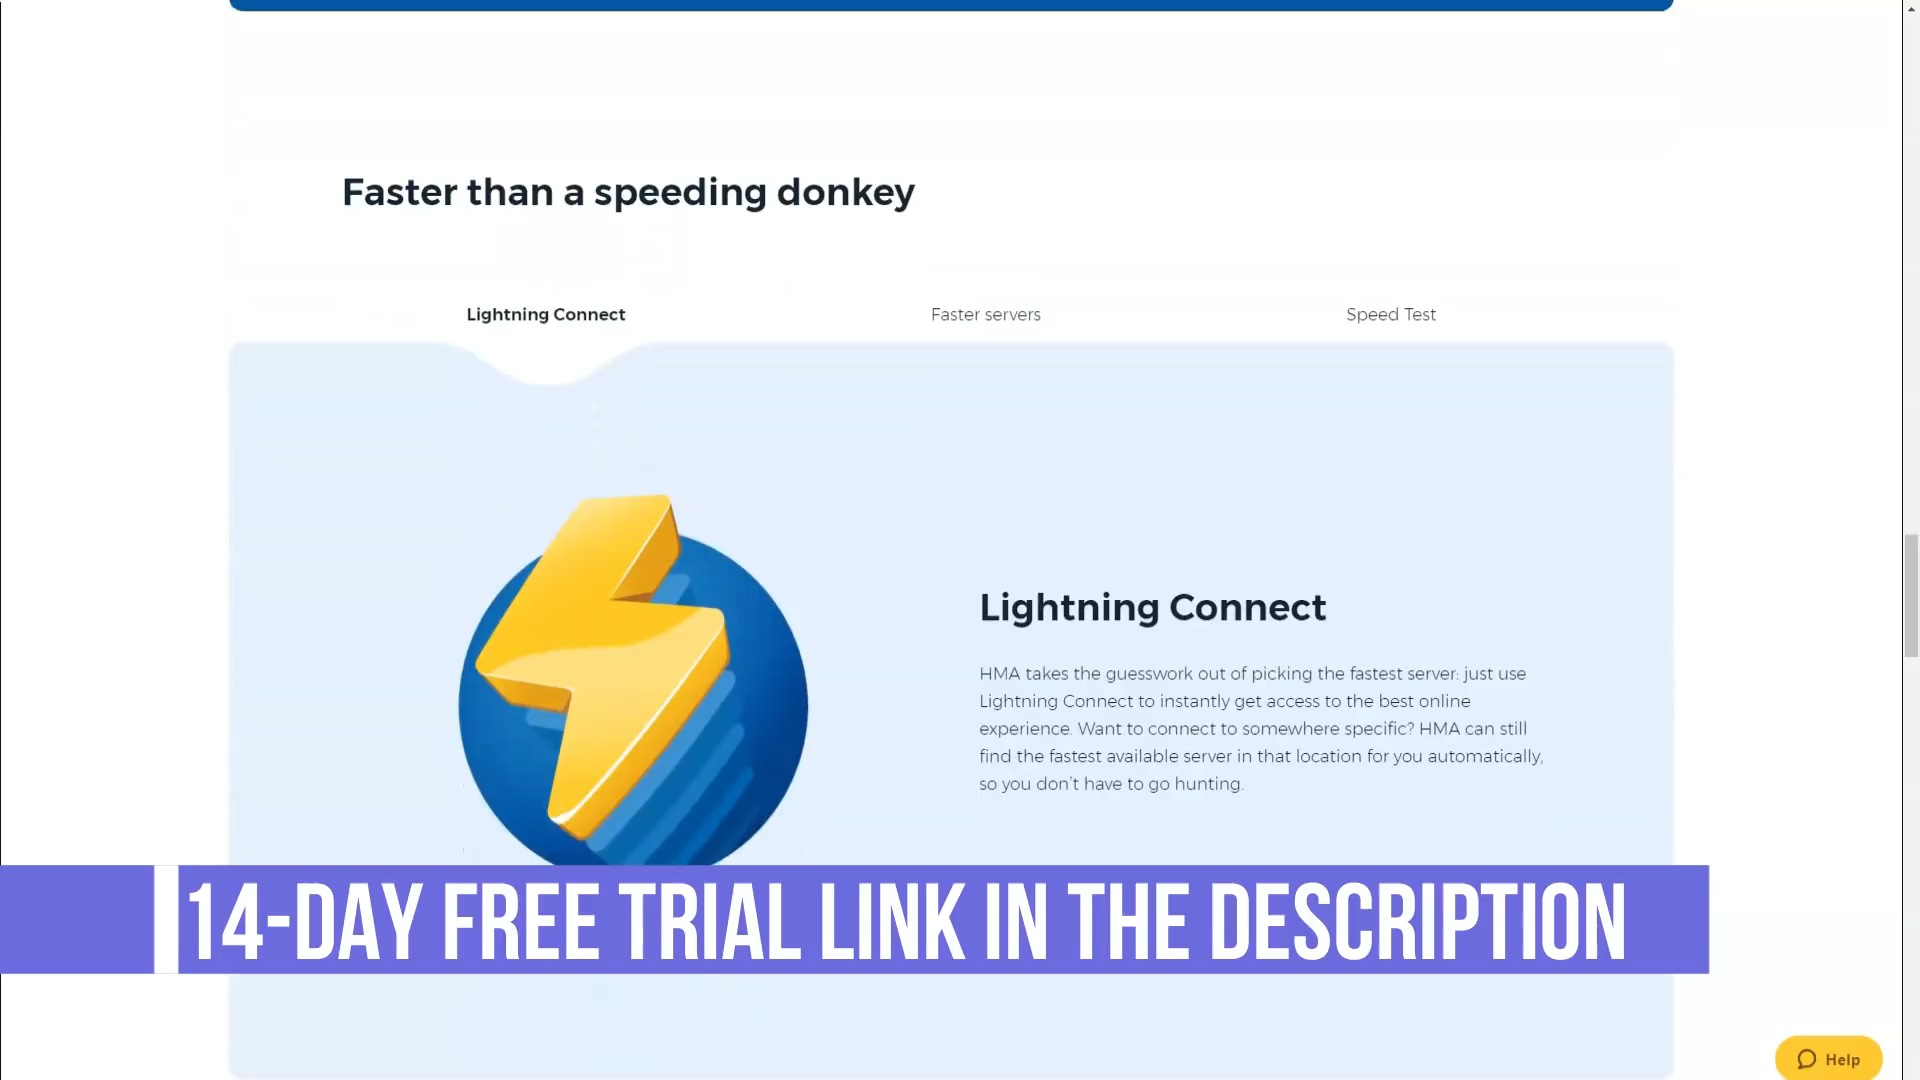 Faster than a speeding donkey
Lightning Connect
Faster servers
Speed Test
Lightning Connect
HMA takes the guesswork out of picking the fastest server: just use
Lightning Connect to instantly get access to the best online
experience. Want to connect to somewhere specific? HMA can still
find the fastest available server in that location for you automatically,
so you don't have to go hunting.
14-DAY FREE TRIAL LINK IN THE DESCRIPTION
Help